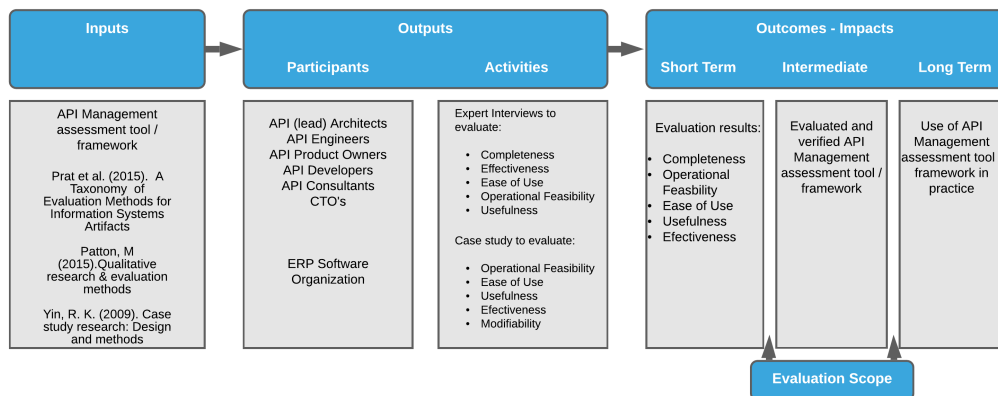 Inputs
Outputs
Participants
Activities
Outcomes - Impacts
Short Term
Intermediate
Long Term
API Management
assessment tool /
framework
Prat et al. (2015). A
Taxonomy of
Evaluation Methods for
Information Systems
Artifacts
Patton, M
(2015).Qualitative
research & evaluation
methods
Yin, R. K. (2009). Case
study research: Design
and methods
API (lead) Architects
API Engineers
API Product Owners
API Developers
API Consultants
CTO's
ERP Software
Organization
Expert Interviews to
evaluate:
• Completeness
• Effectiveness
• Ease of Use
• Operational Feasibility
• Usefulness
Case study to evaluate:
• Operational Feasibility
• Ease of Use
• Usefulness
• Efectiveness
• Modifiability
Evaluation results:
• Completeness
• Operational
Feasbility
• Ease of Use
• Usefulness
• Efectiveness
Evaluated and
verified API
Management
assessment tool /
framework
Use of API
Management
assessment tool
framework in
practice
Evaluation Scope